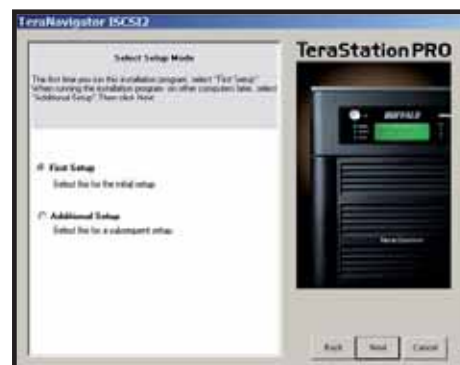 TeraNavigator ISCSI2
Select Setup Mode
The first time you run this installation program, select "First Setup".
When running the installation program on other computers later, select
"Additional Setup". Then click Next.
First Setup
Select this for the initial setup.
Additional Setup
Select this for a subsequent setup.
TeraStation PRO
BUFFALO
TeraStation
Back
Next
Cancel